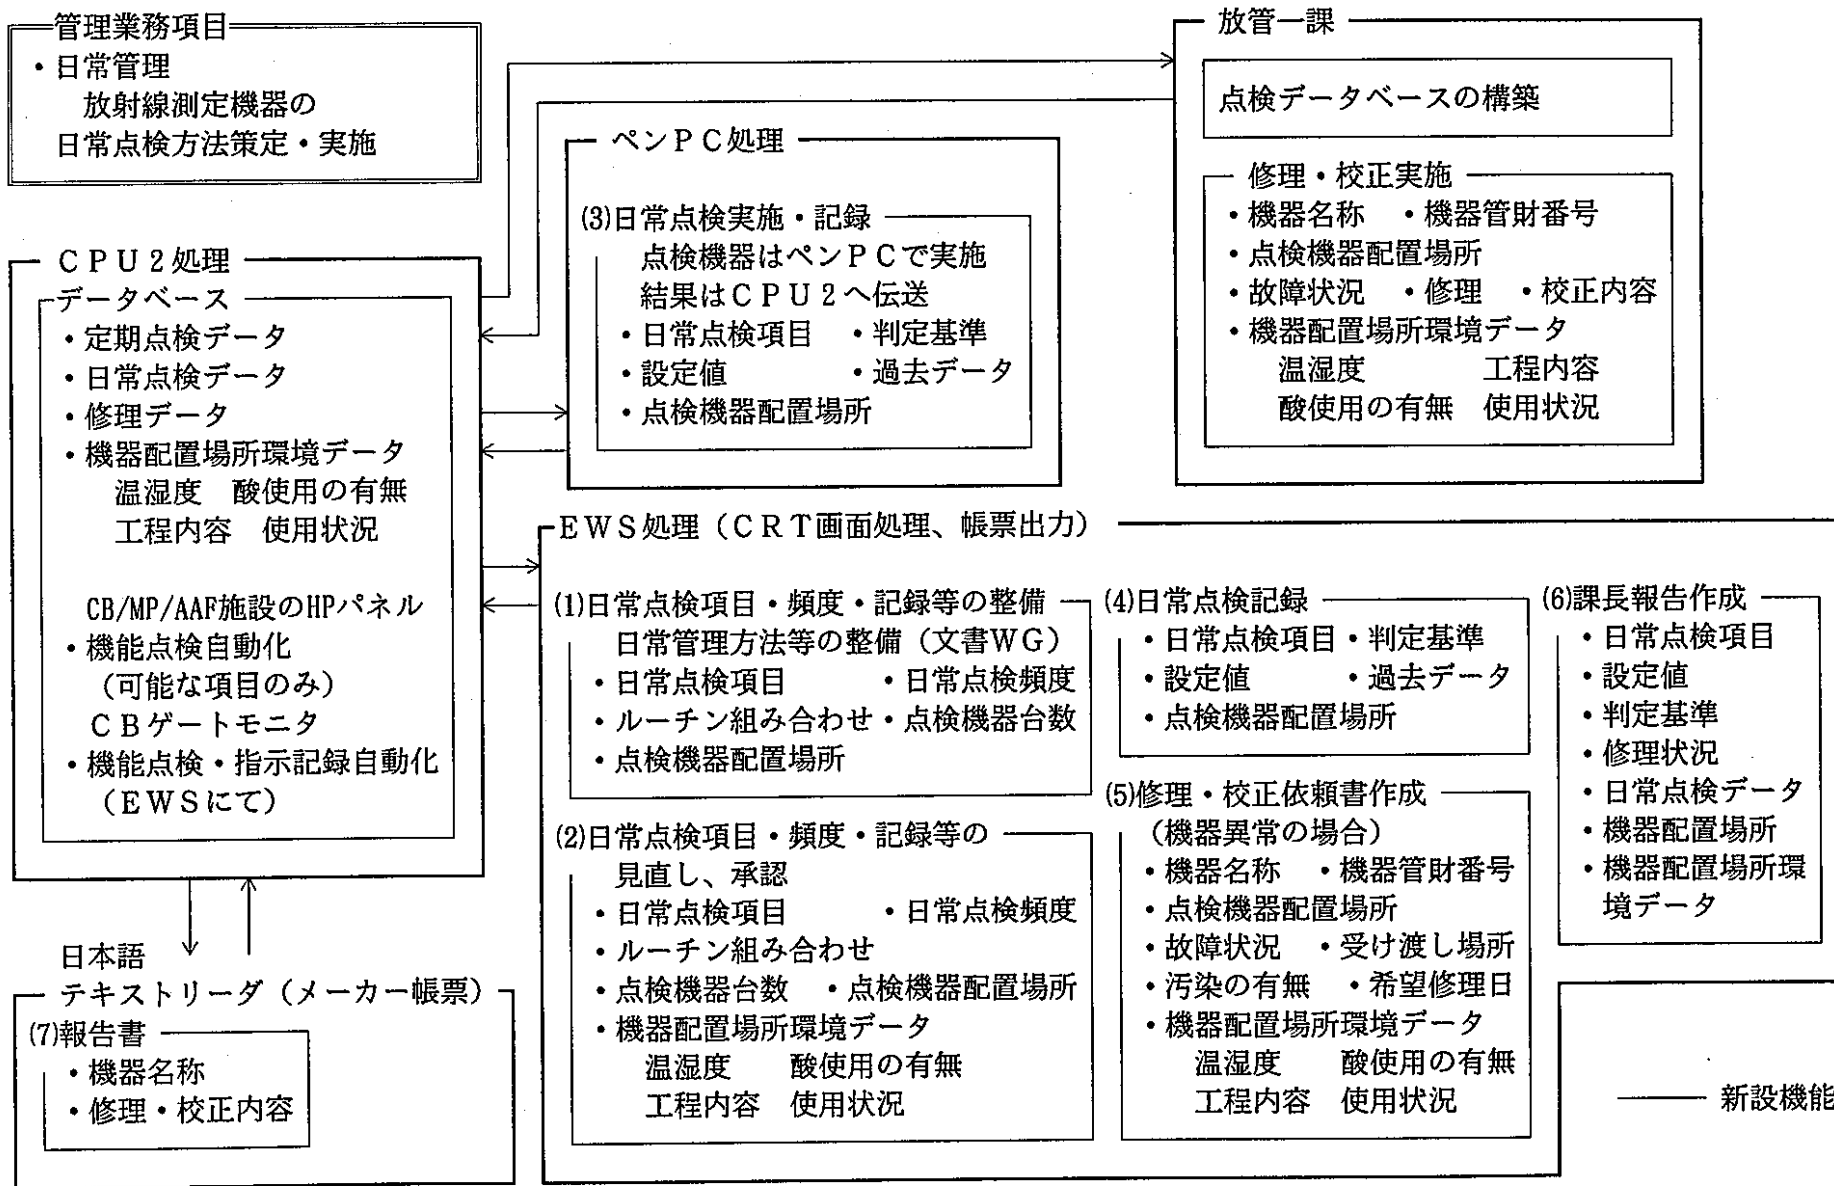 管理業務項目
・日常管理
放射線測定機器の
日常点検方法策定・実施
放管一課
点検データベースの構築
修理・校正実施
・機器名称 ・機器管財番号
・点検機器配置場所
・故障状況 ・修理 ・校正内容
・機器配置場所環境データ
温湿度 工程内容
酸使用の有無 使用状況
ペンPC処理
(3)日常点検実施・記録
点検機器はペンPCで実施
結果はCPU2へ伝送
・日常点検項目 ・判定基準
・設定値 ・過去データ
・点検機器配置場所
CPU2処理
データベース
・定期点検データ
・日常点検データ
・修理データ
・機器配置場所環境データ
温湿度 酸使用の有無
工程内容 使用状況
CB/MP/AAF施設のHPパネル
・機能点検自動化
(可能な項目のみ)
CBゲートモニタ
・機能点検・指示記録自動化
(EWSにて)
EWS処理(CRT画面処理、帳票出力)
(1)日常点検項目・頻度・記録等の整備
日常管理方法等の整備(文書WG)
・日常点検項目 ・日常点検頻度
・ルーチン組み合わせ・点検機器台数
・点検機器配置場所
(2)日常点検項目・頻度・記録等の
見直し、承認
・日常点検項目 ・日常点検頻度
・ルーチン組み合わせ
・点検機器台数 ・点検機器配置場所
・機器配置場所環境データ
温湿度 酸使用の有無
工程内容 使用状況
(4)日常点検記録
・日常点検項目・判定基準
・設定値 ・過去データ
・点検機器配置場所
(5)修理・校正依頼書作成
(機器異常の場合)
・機器名称 ・機器管財番号
・点検機器配置場所
・故障状況 ・受け渡し場所
・汚染の有無 ・希望修理日
・機器配置場所環境データ
温湿度 酸使用の有無
工程内容 使用状況
(6)課長報告作成
・日常点検項目
・設定値
・判定基準
・修理状況
・日常点検データ
・機器配置場所
・機器配置場所環
境データ
日本語
テキストリーダ(メーカー帳票)
(7)報告書
・機器名称
・修理・校正内容
新設機能